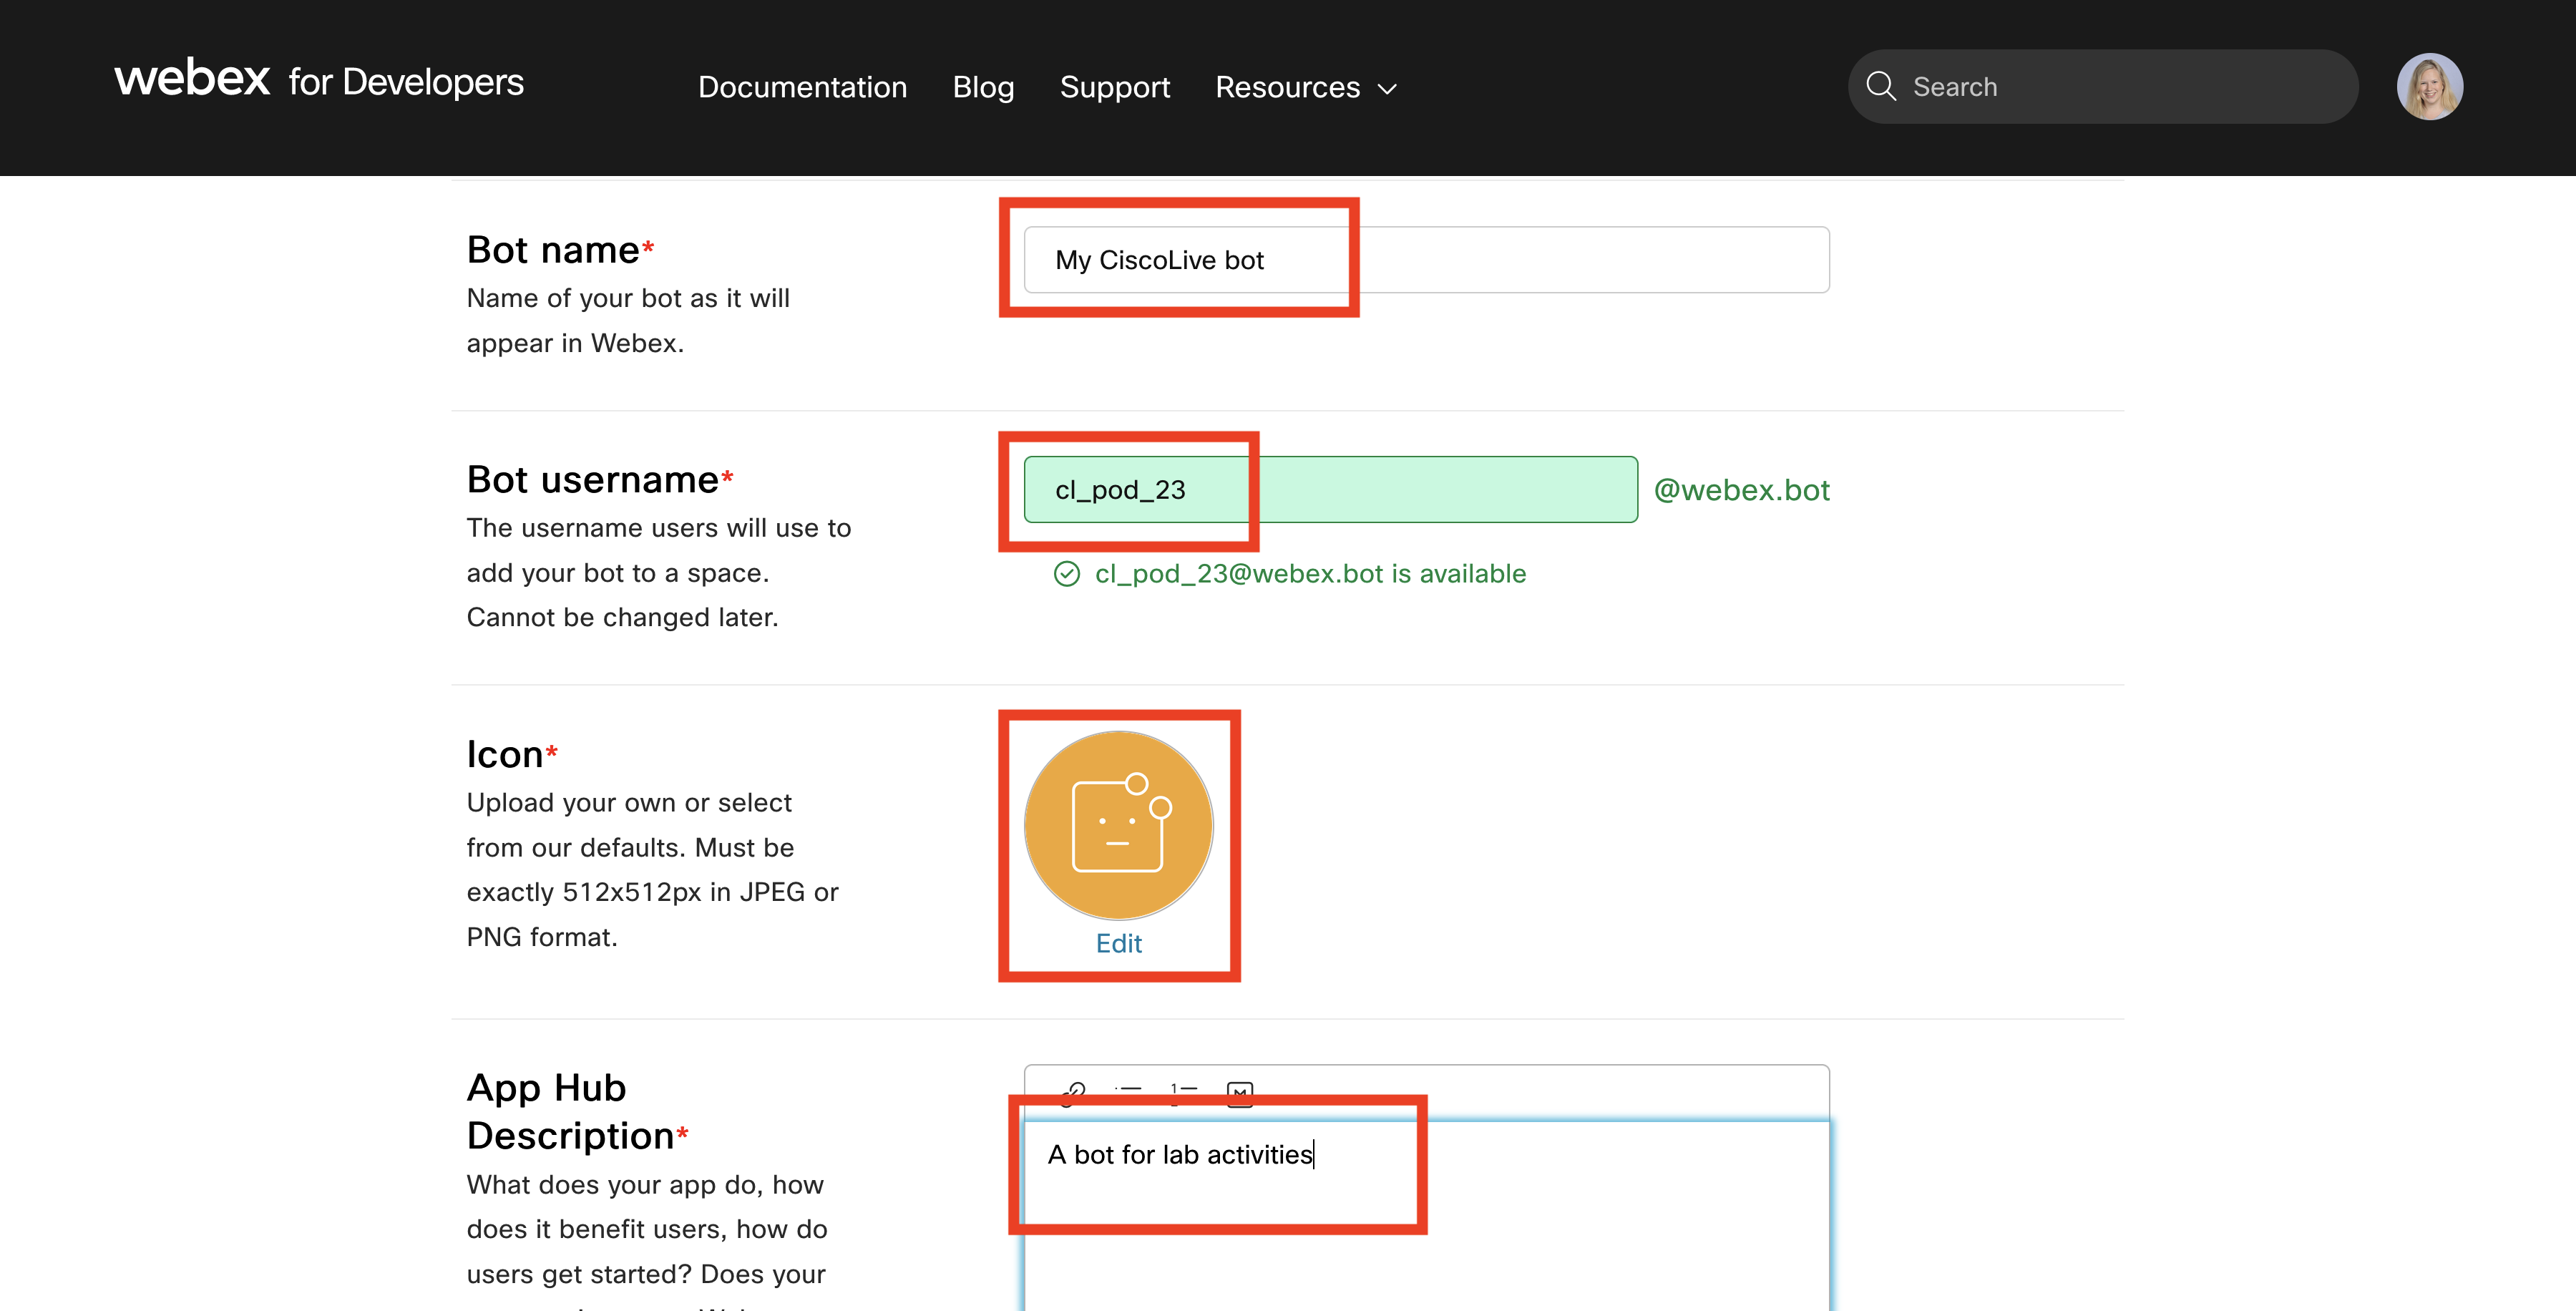 webex for Developers
Documentation Blog Support Resources
Search
Bot name*
Name of your bot as it will
appear in Webex.
My CiscoLive bot
Bot username*
The username users will use to
add your bot to a space.
Cannot be changed later.
cl_pod_23
@webex.bot
cl_pod_23@webex.bot is available
Icon*
Upload your own or select
from our defaults. Must be
exactly 512x512px in JPEG or
PNG format.
Edit
App Hub
Description*
What does your app do, how
does it benefit users, how do
users get started? Does your
A bot for lab activities